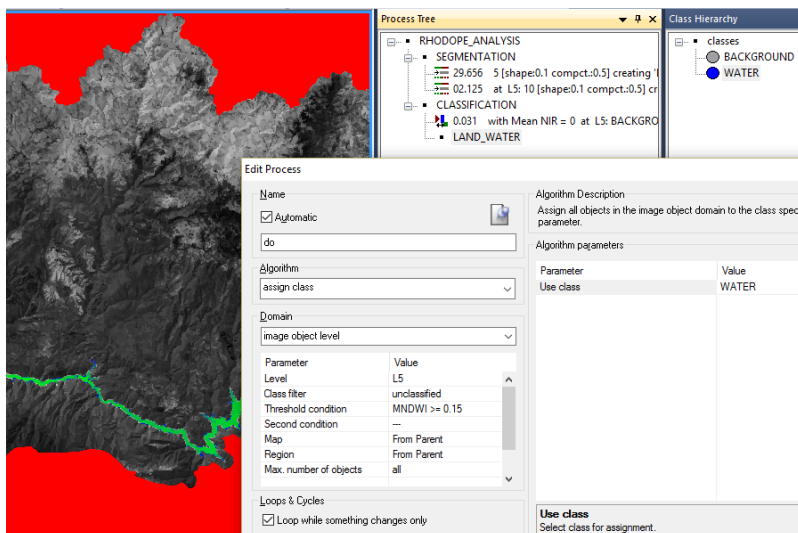 Process Tree
RHODOPE_ANALYSIS
SEGMENTATION
29.656 5 [shape:0.1 compct.:0.5] creating '
02.125 at L5: 10 [shape:0.1 compct.:0.5] cr
CLASSIFICATION
0.031 with Mean NIR = 0 at L5: BACKGRO
LAND_WATER
Class Hierarchy
classes
BACKGROUND
WATER
Edit Process
Name
Automatic
do
Algorithm
assign class
Domain
image object level
Parameter Value
Level L5
Class filter unclassified
Threshold condition MNDWI >= 0.15
Second condition ---
Map From Parent
Region From Parent
Max. number of objects all
Loops & Cycles
Loop while something changes only
Algorithm Description
Assign all objects in the image object domain to the class spec
parameter.
Algorithm parameters
Parameter Value
Use class WATER
Use class
Select class for assignment.